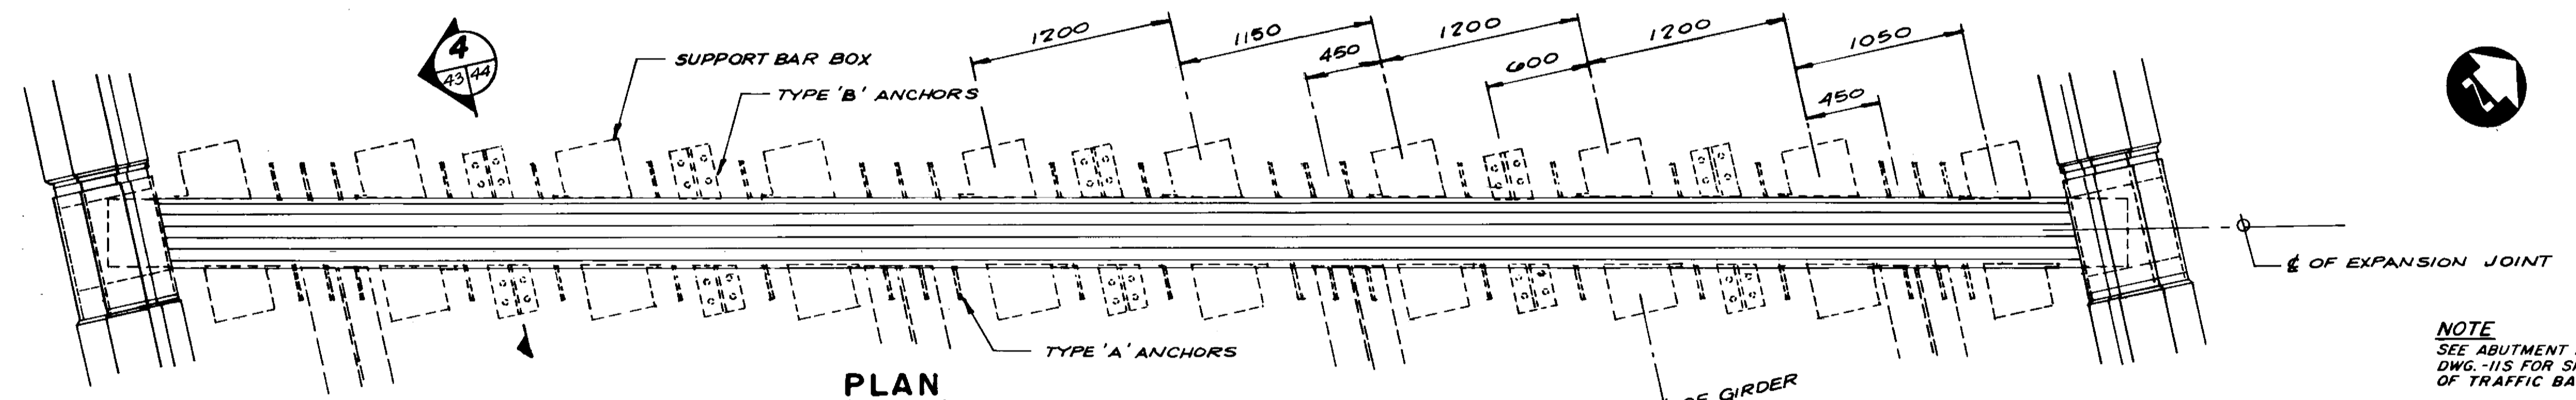 4
43 44
SUPPORT BAR BOX
TYPE 'B' ANCHORS
1200
1150
450
1200
600
1200
1050
450
℄ OF EXPANSION JOINT
TYPE 'A' ANCHORS
PLAN
OF GIRDER
NOTE
SEE ABUTMENT
DWG.-115 FOR
OF TRAFFIC